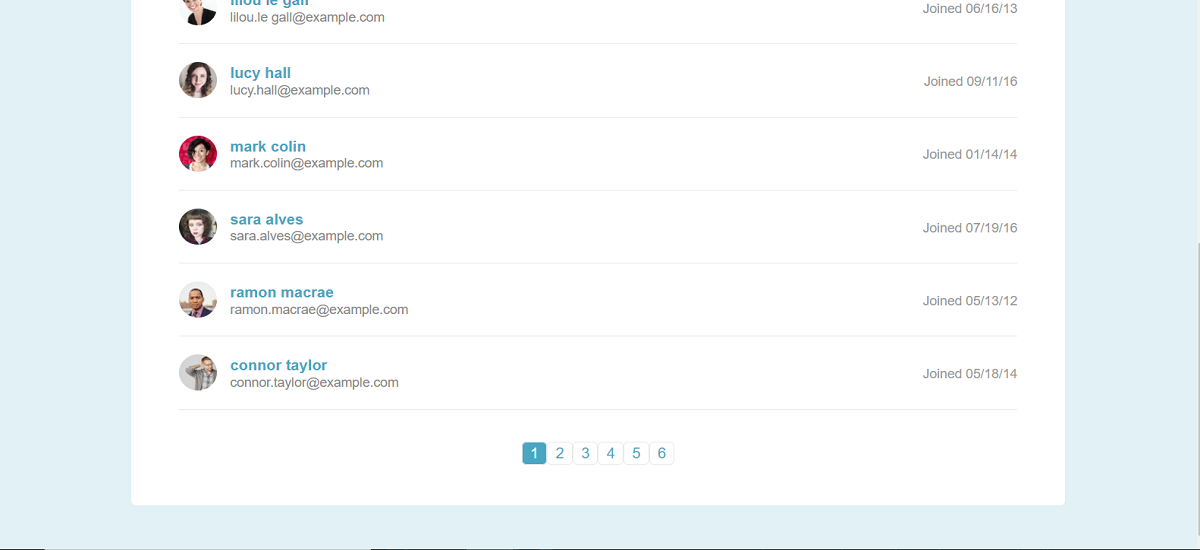 lilou le gall
lilou.le gall@example.com
Joined 06/16/13
lucy hall
lucy.hall@example.com
Joined 09/11/16
mark colin
mark.colin@example.com
Joined 01/14/14
sara alves
sara.alves@example.com
Joined 07/19/16
ramon macrae
ramon.macrae@example.com
Joined 05/13/12
connor taylor
connor.taylor@example.com
Joined 05/18/14
1 2 3 4 5 6